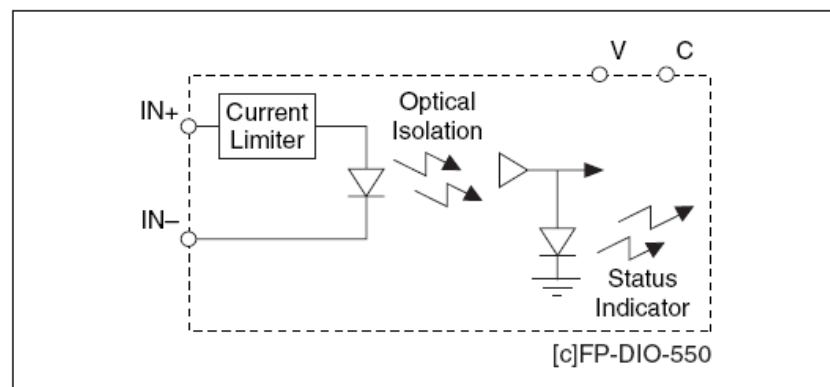 V C
IN+
Current
Limiter
Optical
Isolation
IN–
Status
Indicator
[c]FP-DIO-550